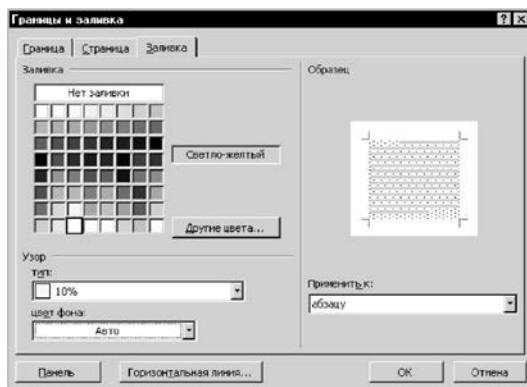 Границы и заливка
Граница
Страница
Заливка
Заливка
Нет заливки
Светло-желтый
Другие цвета...
Узор
тип:
10%
цвет фона:
Авто
Образец
Применить к:
абзацу
Панель
Горизонтальная линия...
ОК
Отмена